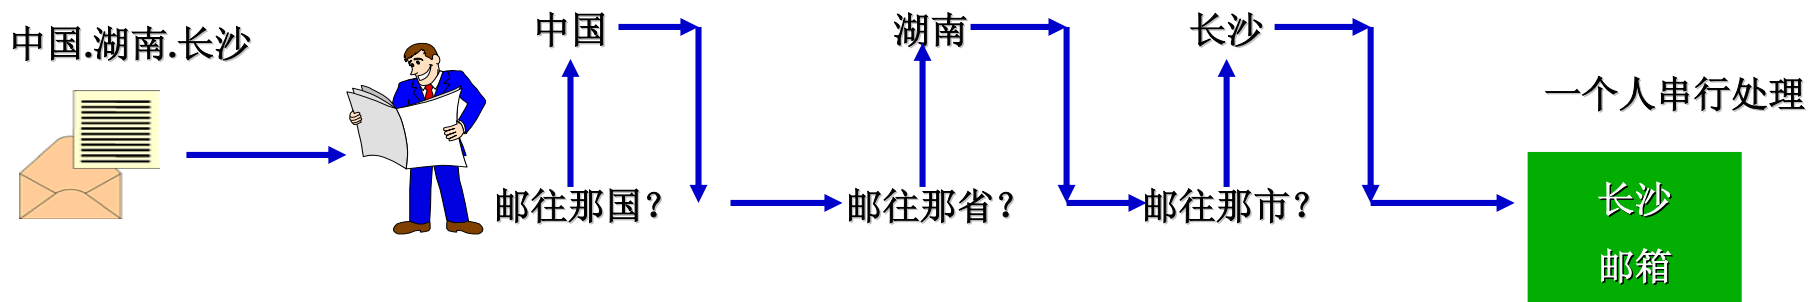 中国.湖南.长沙
中国
湖南
长沙
一个人串行处理
邮往那国？
邮往那省？
邮往那市？
长沙
邮箱